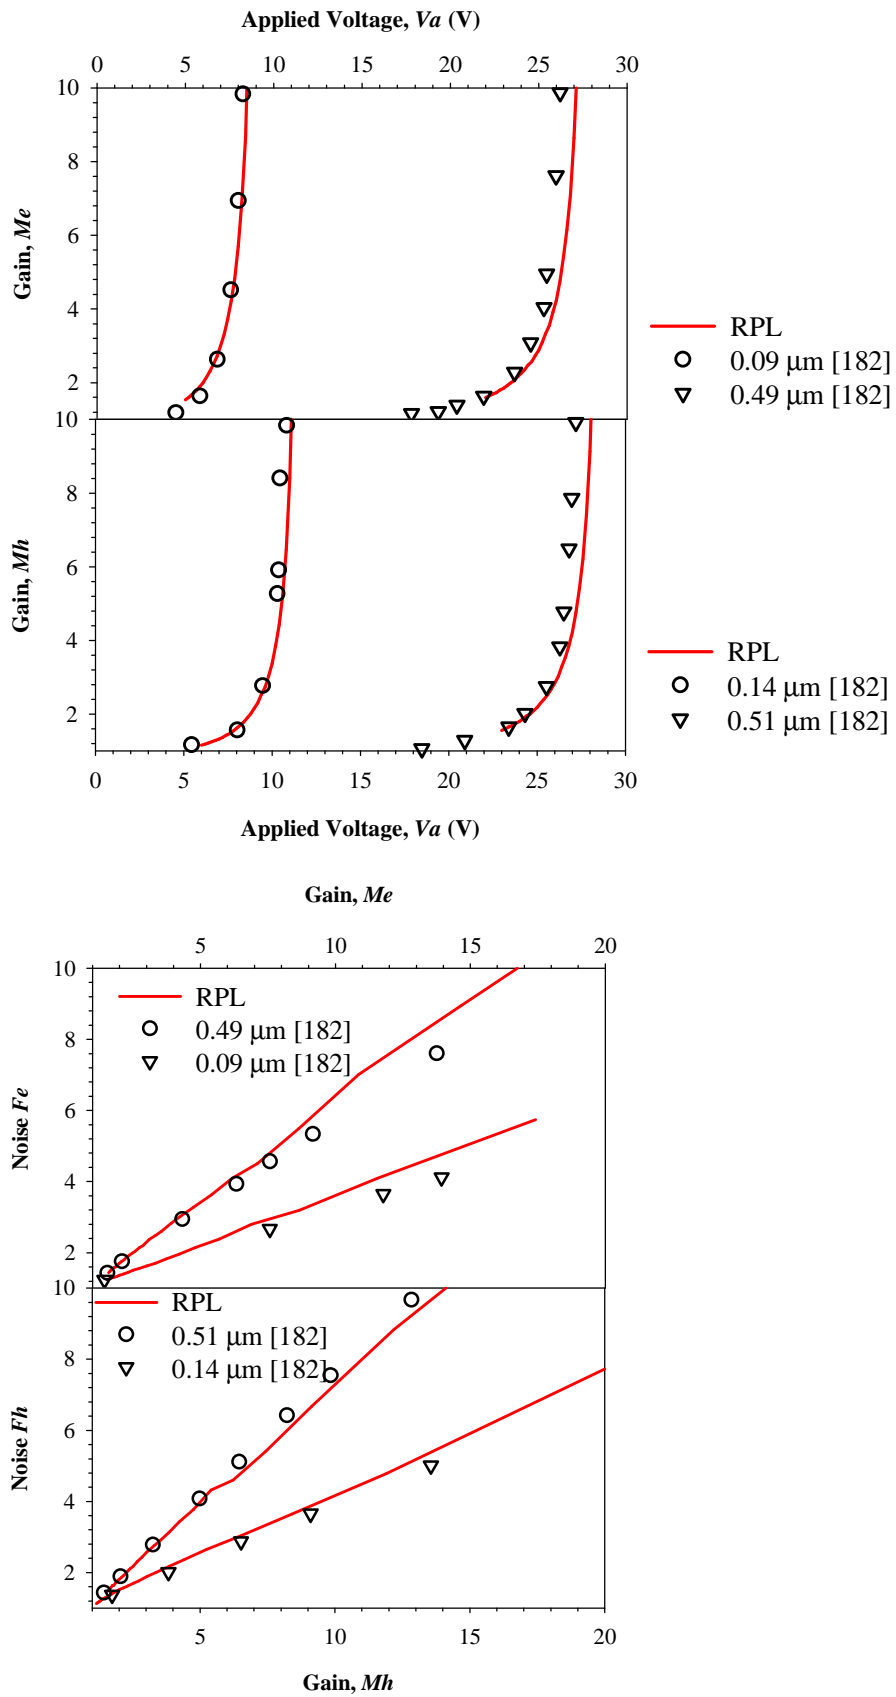 Applied Voltage, Va (V)
0 5 10 15 20 25 30
10
8
6
4
2
Gain, Me
RPL
0.09 μm [182]
0.49 μm [182]
10
8
6
4
2
Gain, Mh
RPL
0.14 μm [182]
0.51 μm [182]
0 5 10 15 20 25 30
Applied Voltage, Va (V)
Gain, Me
5 10 15 20
10
8
6
4
2
Noise Fe
RPL
0.49 μm [182]
0.09 μm [182]
10
8
6
4
2
Noise Fh
RPL
0.51 μm [182]
0.14 μm [182]
5 10 15 20
Gain, Mh